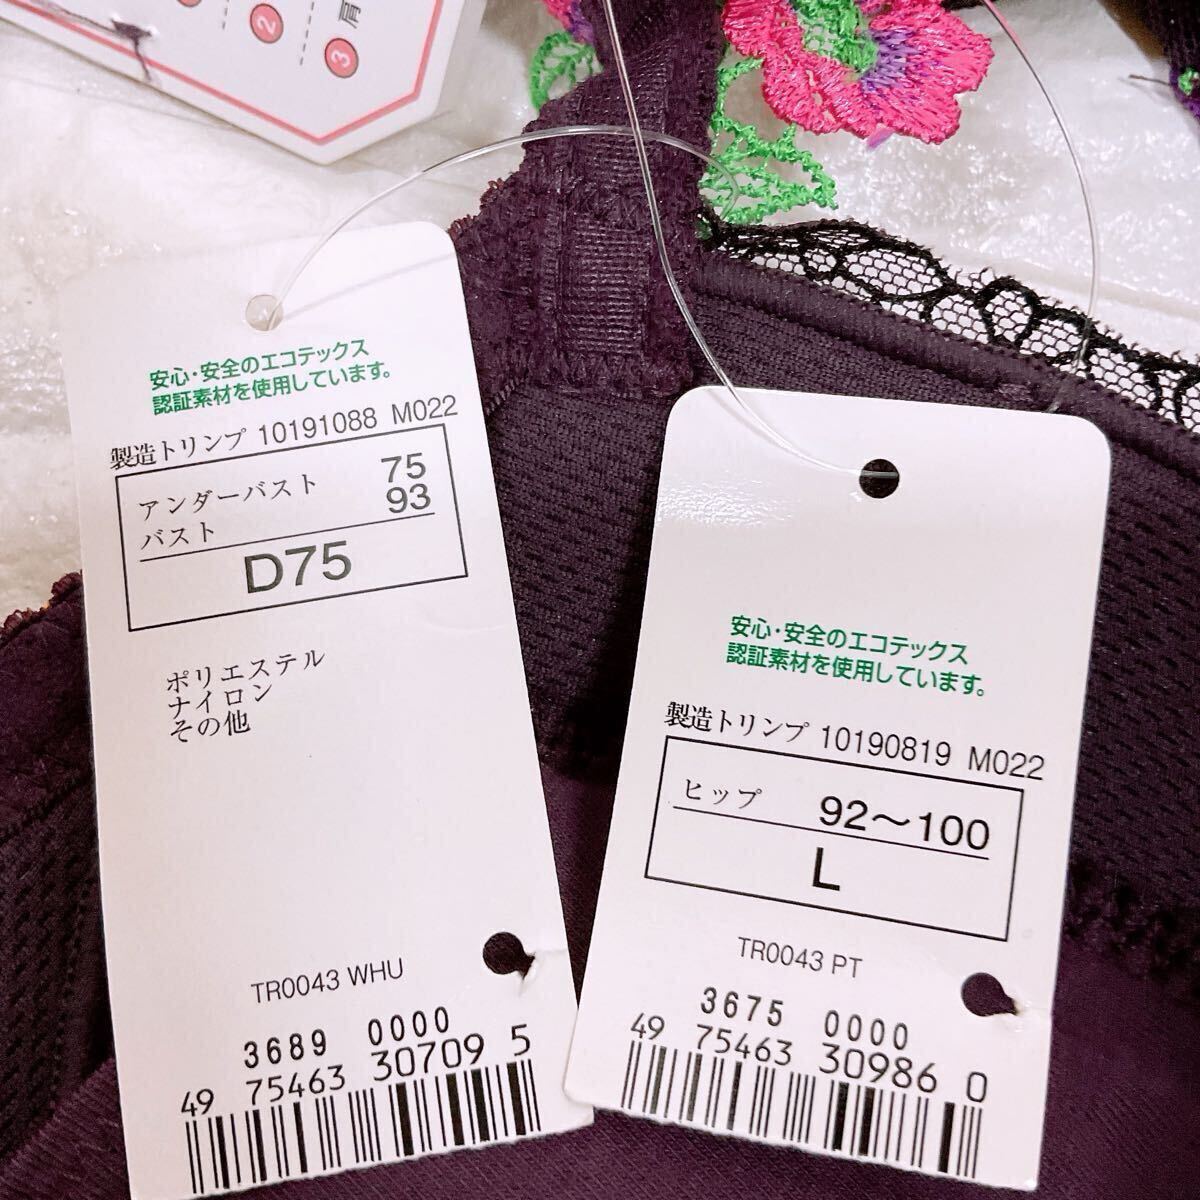 2
3 肩
安心・安全のエコテックス
認証素材を使用しています。
製造トリンプ 10191088 M022
アンダーバスト 75
バスト 93
D75
ポリエステル
ナイロン
その他
TR0043 WHU
3689 0000
49 75463 30709 5
安心・安全のエコテックス
認証素材を使用しています。
製造トリンプ 10190819 M022
ヒップ 92～100
L
TR0043 PT
3675 0000
49 75463 30986 0